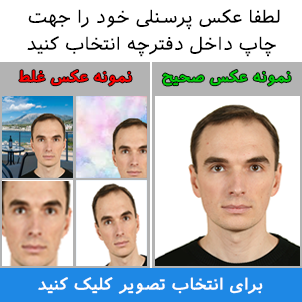 لطفا عکس پرسنلی خود را جهت
چاپ داخل دفترچه انتخاب کنید
نمونه عکس صحیح
نمونه عکس غلط
برای انتخاب تصویر کلیک کنید